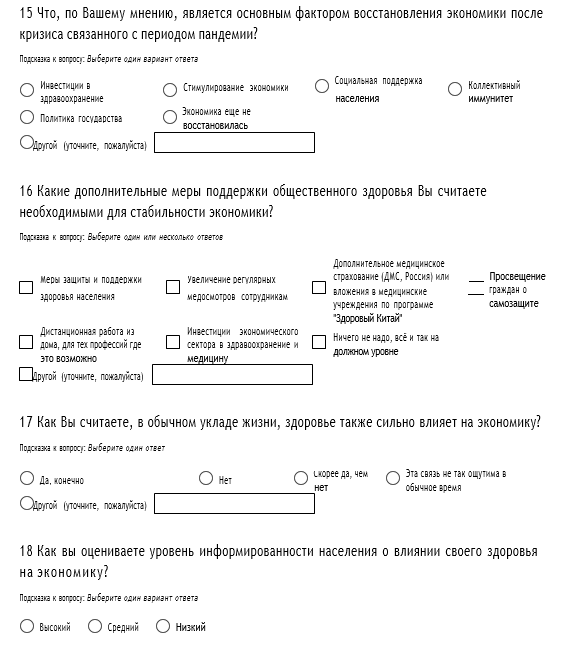 15 Что, по Вашему мнению, является основным фактором восстановления экономики после
кризиса связанного с периодом пандемии?
Подсказка к вопросу: Выберите один вариант ответа
Инвестиции в
здравоохранение
Стимулирование экономики
Социальная поддержка
населения
Коллективный
иммунитет
Политика государства
Экономика еще не
восстановилась
Другой (уточните, пожалуйста)
16 Какие дополнительные меры поддержки общественного здоровья Вы считаете
необходимыми для стабильности экономики?
Подсказка к вопросу: Выберите один или несколько ответов
Меры защиты и поддержки
здоровья населения
Увеличение регулярных
медосмотров сотрудникам
Дополнительное медицинское
страхование (ДМС, Россия) или
вложения в медицинские
учреждения по программе
"Здоровый Китай"
Просвещение
граждан о
самозащите
Дистанционная работа из
дома, для тех профессий где
это возможно
Инвестиции экономического
сектора в здравоохранение и
медицину
Ничего не надо, всё и так на
должном уровне
Другой (уточните, пожалуйста)
17 Как Вы считаете, в обычном укладе жизни, здоровье также сильно влияет на экономику?
Подсказка к вопросу: Выберите один ответ
Да, конечно
Нет
Скорее да, чем
нет
Эта связь не так ощутима в
обычное время
Другой (уточните, пожалуйста)
18 Как вы оцениваете уровень информированности населения о влиянии своего здоровья
на экономику?
Подсказка к вопросу: Выберите один вариант ответа
Высокий
Средний
Низкий